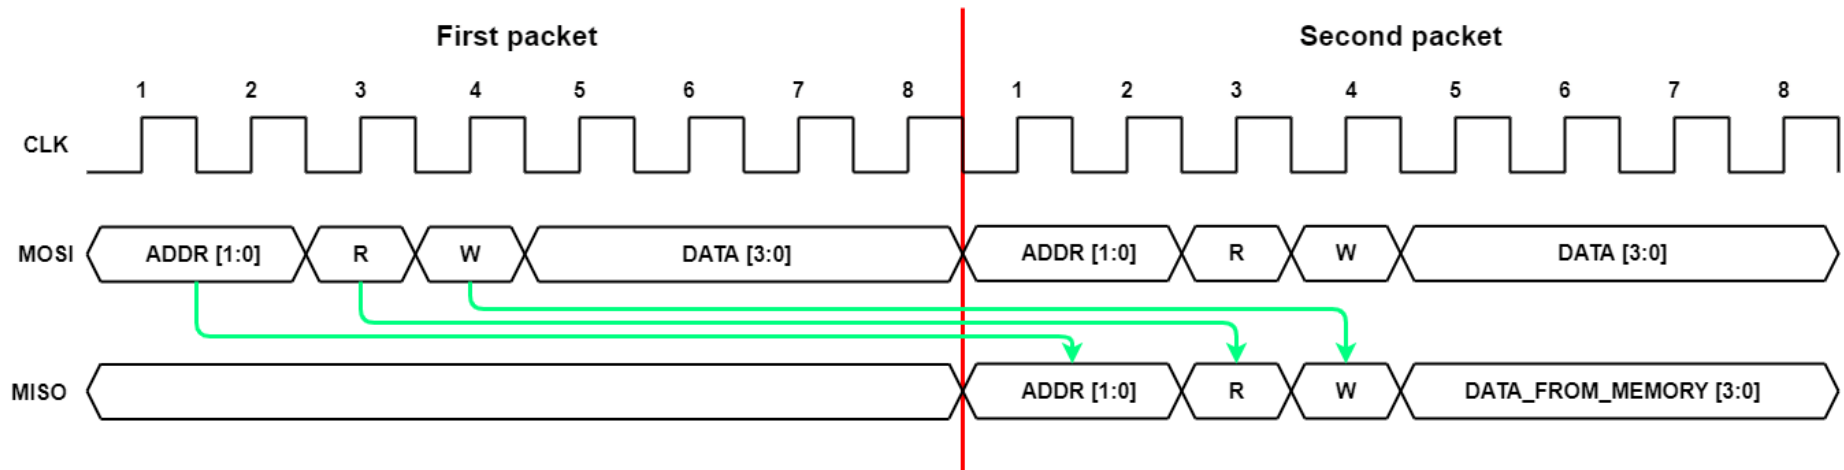 First packet Second packet
1 2 3 4 5 6 7 8 1 2 3 4 5 6 7 8
CLK
MOSI ADDR [1:0] R W DATA [3:0] ADDR [1:0] R W DATA [3:0]
MISO ADDR [1:0] R W DATA_FROM_MEMORY [3:0]